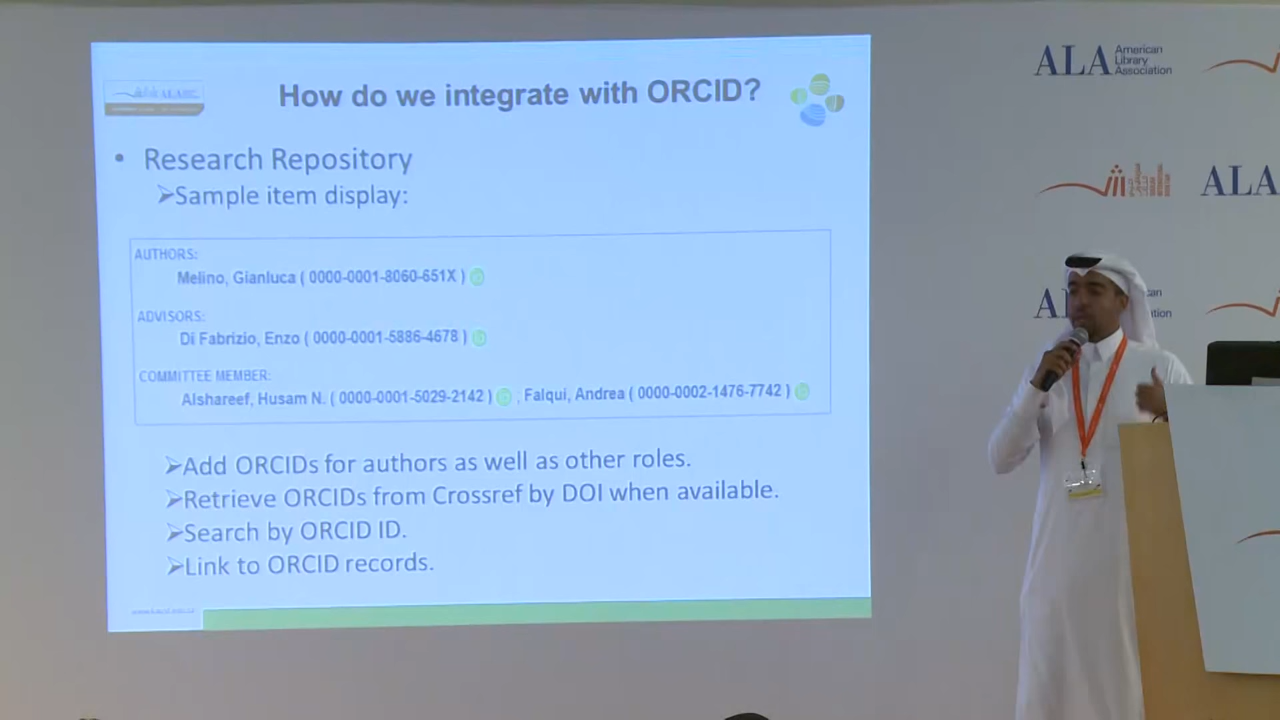 How do we integrate with ORCID?
• Research Repository
➢Sample item display:
AUTHORS:
Melino, Gianluca ( 0000-0001-8060-651X )
ADVISORS:
Di Fabrizio, Enzo ( 0000-0001-5886-4678 )
COMMITTEE MEMBER:
Alshareef, Husam N. ( 0000-0001-5029-2142 ) , Falqui, Andrea ( 0000-0002-1476-7742 )
➢Add ORCIDs for authors as well as other roles.
➢Retrieve ORCIDs from Crossref by DOI when available.
➢Search by ORCID ID.
➢Link to ORCID records.
ALA American
Library
Association
ALA